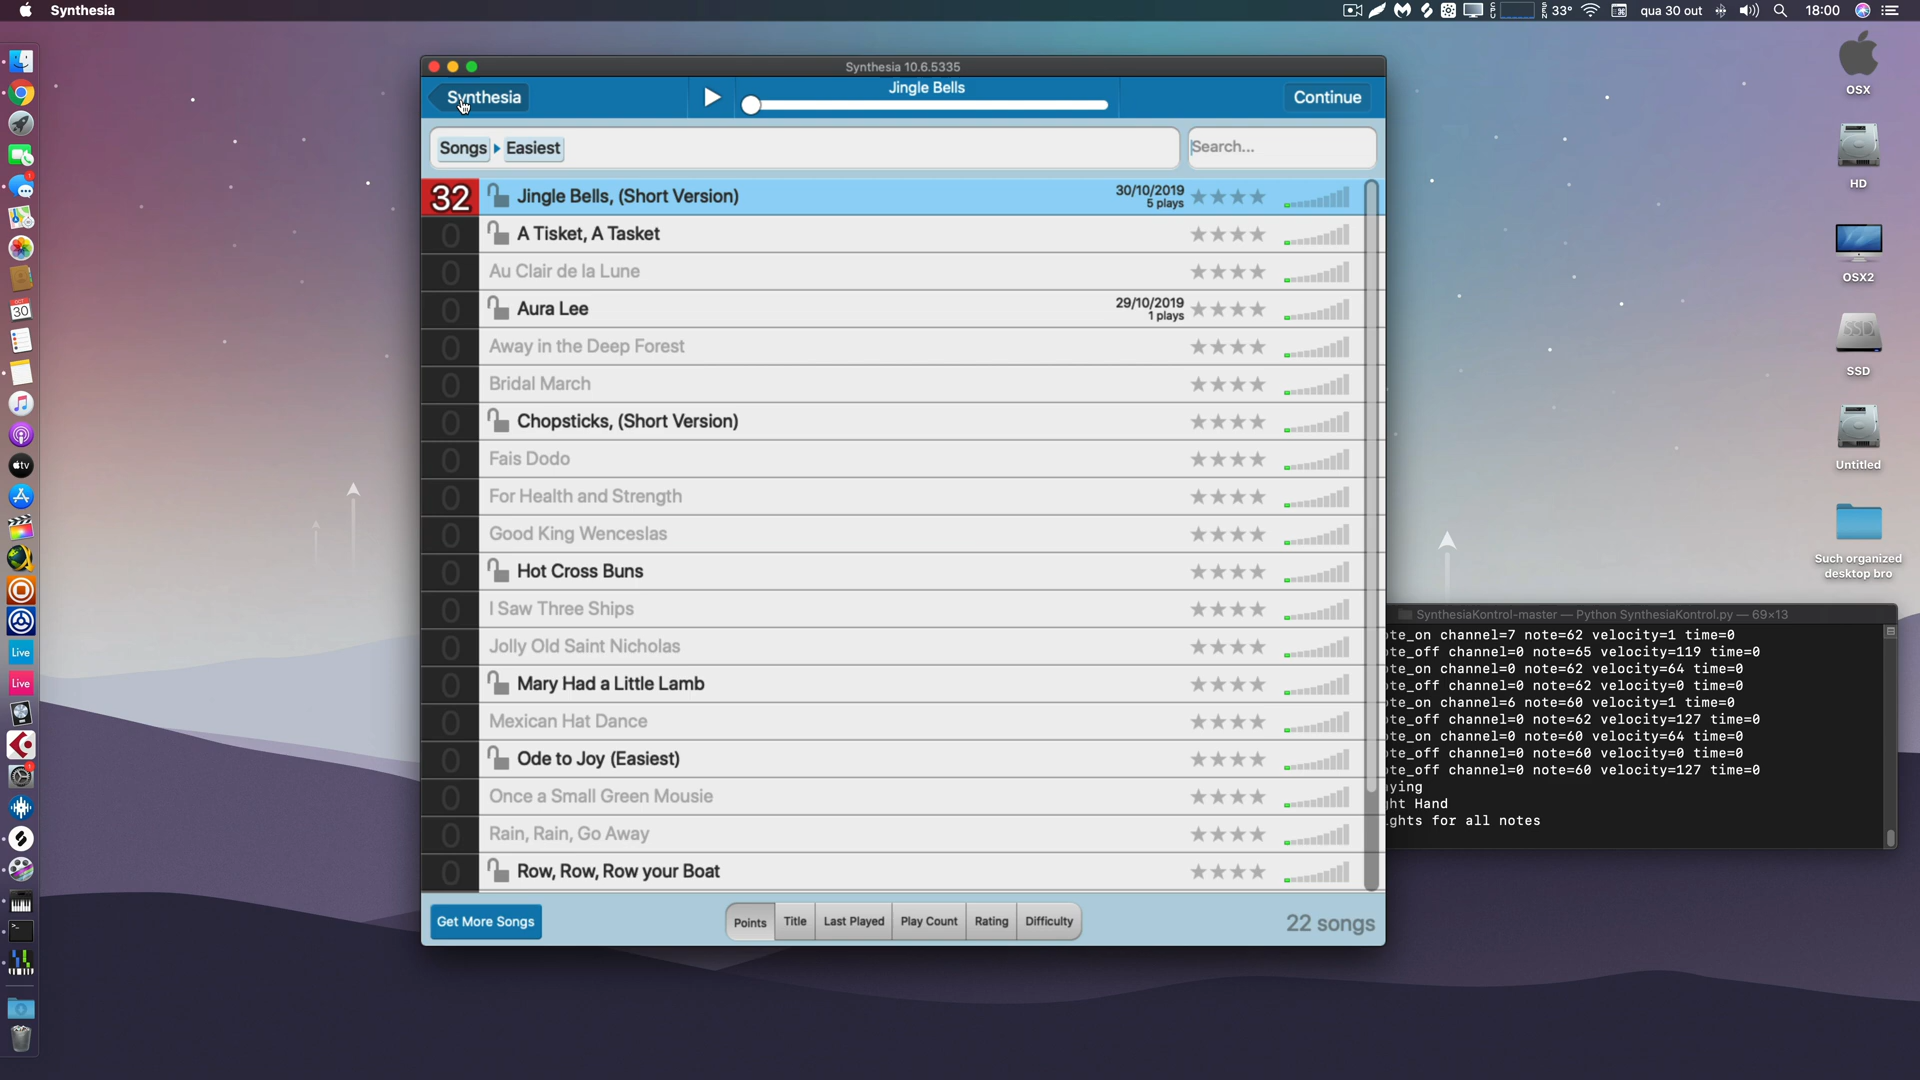 Synthesia
33°
qua 30 out
18:00
Synthesia 10.6.5335
Synthesia
Jingle Bells
Continue
Songs
Easiest
Search...
32
Jingle Bells, (Short Version)
30/10/2019
5 plays
0
A Tisket, A Tasket
0
Au Clair de la Lune
0
Aura Lee
29/10/2019
1 plays
0
Away in the Deep Forest
0
Bridal March
0
Chopsticks, (Short Version)
0
Fais Dodo
0
For Health and Strength
0
Good King Wenceslas
0
Hot Cross Buns
0
I Saw Three Ships
0
Jolly Old Saint Nicholas
0
Mary Had a Little Lamb
0
Mexican Hat Dance
0
Ode to Joy (Easiest)
0
Once a Small Green Mousie
0
Rain, Rain, Go Away
0
Row, Row, Row your Boat
Get More Songs
Points
Title
Last Played
Play Count
Rating
Difficulty
22 songs
OSX
HD
OSX2
SSD
SSD
Untitled
Such organized
desktop bro
SynthesiaKontrol-master — Python SynthesiaKontrol.py — 69×13
te_on channel=7 note=62 velocity=1 time=0
te_off channel=0 note=65 velocity=119 time=0
te_on channel=0 note=62 velocity=64 time=0
te_off channel=0 note=62 velocity=0 time=0
te_on channel=6 note=60 velocity=1 time=0
te_off channel=0 note=62 velocity=127 time=0
te_on channel=0 note=60 velocity=64 time=0
te_off channel=0 note=60 velocity=0 time=0
te_off channel=0 note=60 velocity=127 time=0
ying
ht Hand
ghts for all notes
OCT
30
tv
Live
Live